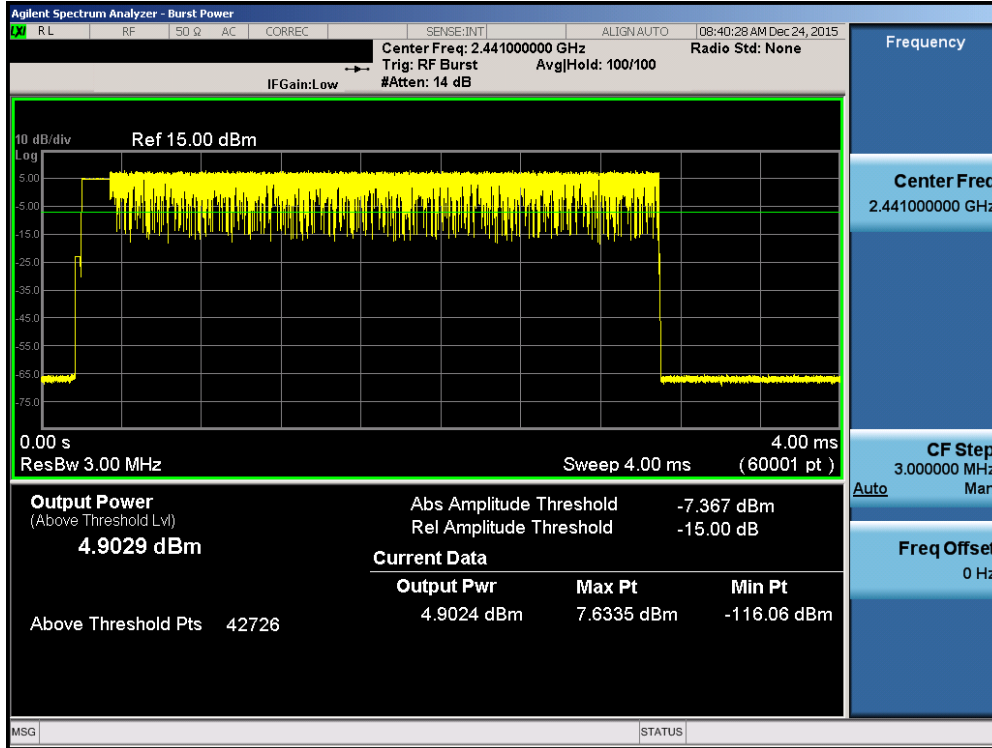 Agilent Spectrum Analyzer - Burst Power
LXI RL RF 50 Ω AC CORREC SENSE:INT ALIGN AUTO 08:40:28 AM Dec 24, 2015
Center Freq: 2.441000000 GHz Radio Std: None
Trig: RF Burst Avg|Hold: 100/100
IFGain:Low #Atten: 14 dB
10 dB/div Ref 15.00 dBm
Log
5.00
-5.00
-15.0
-25.0
-35.0
-45.0
-55.0
-65.0
-75.0
0.00 s 4.00 ms
ResBw 3.00 MHz Sweep 4.00 ms (60001 pt)
Output Power
(Above Threshold Lvl)
4.9029 dBm
Above Threshold Pts 42726
Abs Amplitude Threshold -7.367 dBm
Rel Amplitude Threshold -15.00 dB
Current Data
Output Pwr Max Pt Min Pt
4.9024 dBm 7.6335 dBm -116.06 dBm
Frequency
Center Freq
2.441000000 GHz
CF Step
3.000000 MHz
Auto Man
Freq Offset
0 Hz
MSG STATUS